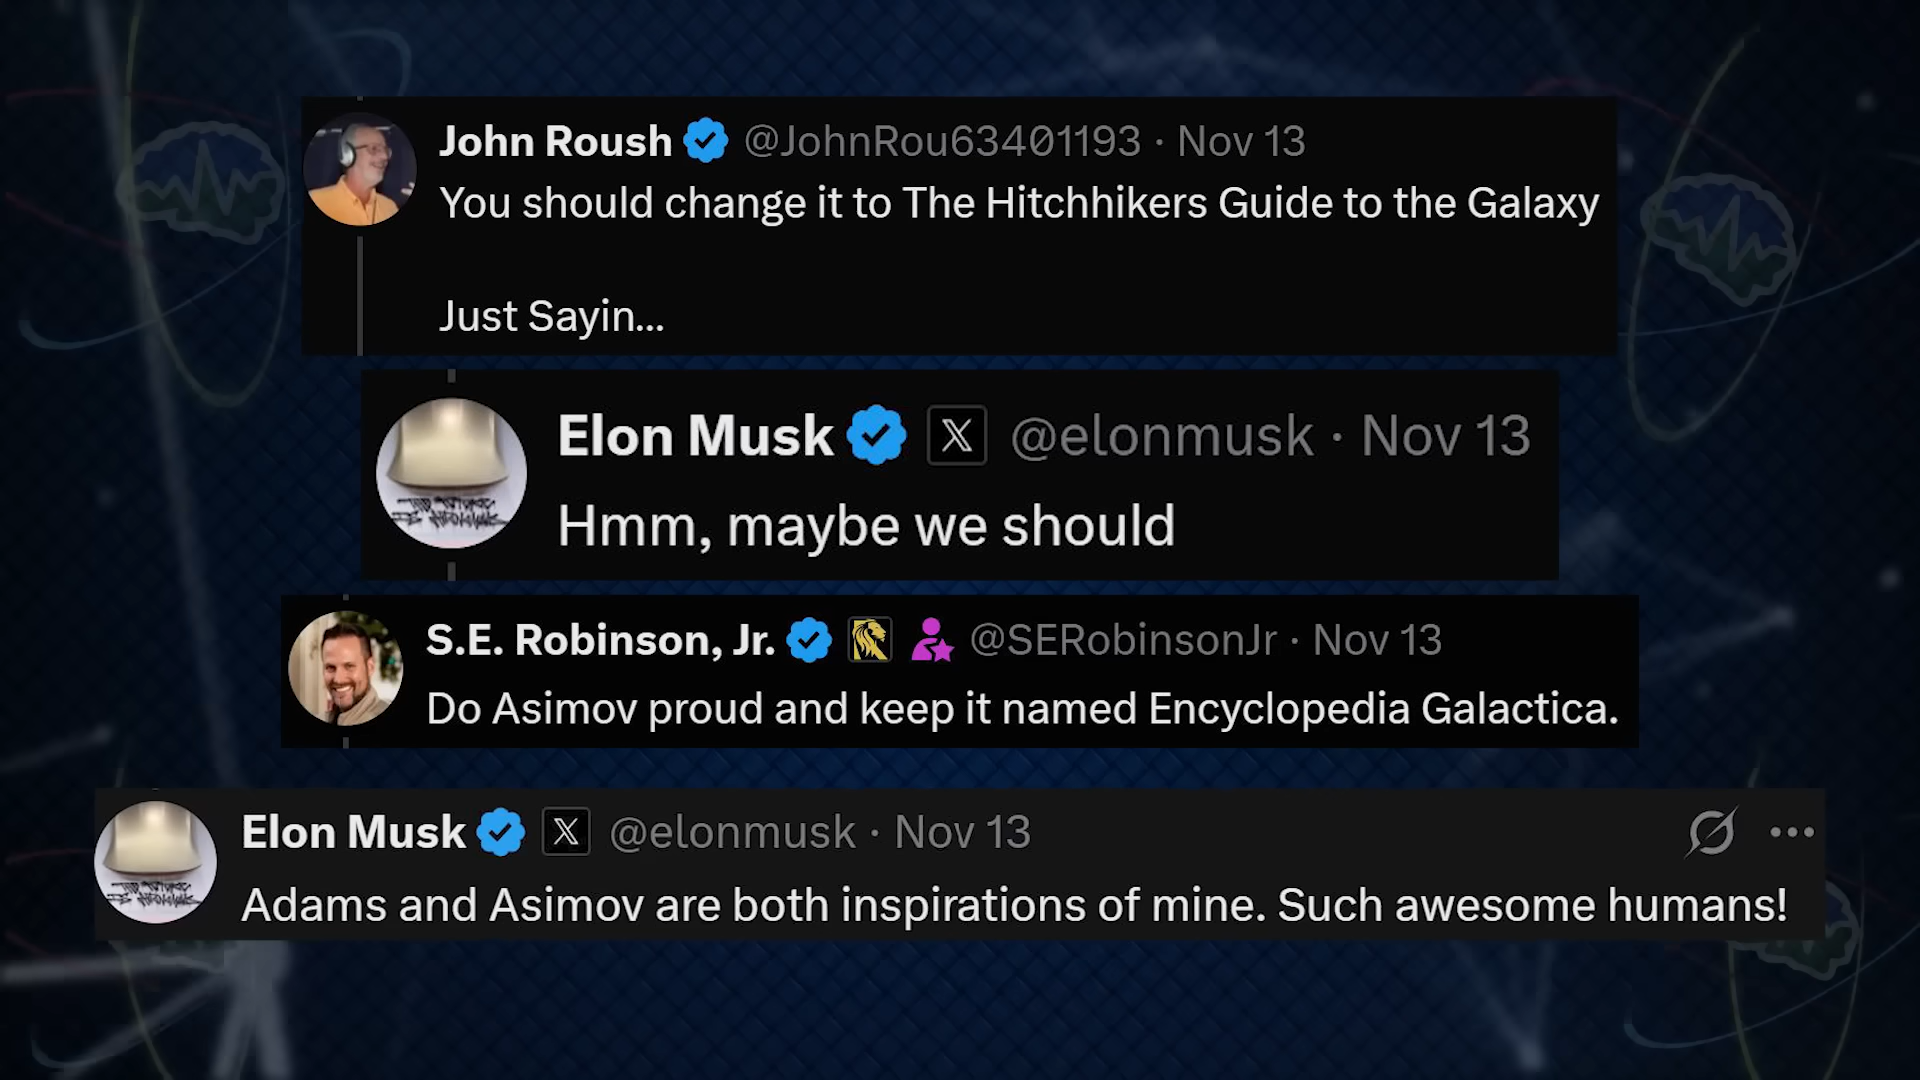 John Roush @JohnRou63401193 · Nov 13
You should change it to The Hitchhikers Guide to the Galaxy
Just Sayin...
Elon Musk X @elonmusk · Nov 13
Hmm, maybe we should
S.E. Robinson, Jr. @SERobinsonJr · Nov 13
Do Asimov proud and keep it named Encyclopedia Galactica.
Elon Musk X @elonmusk · Nov 13
Adams and Asimov are both inspirations of mine. Such awesome humans!